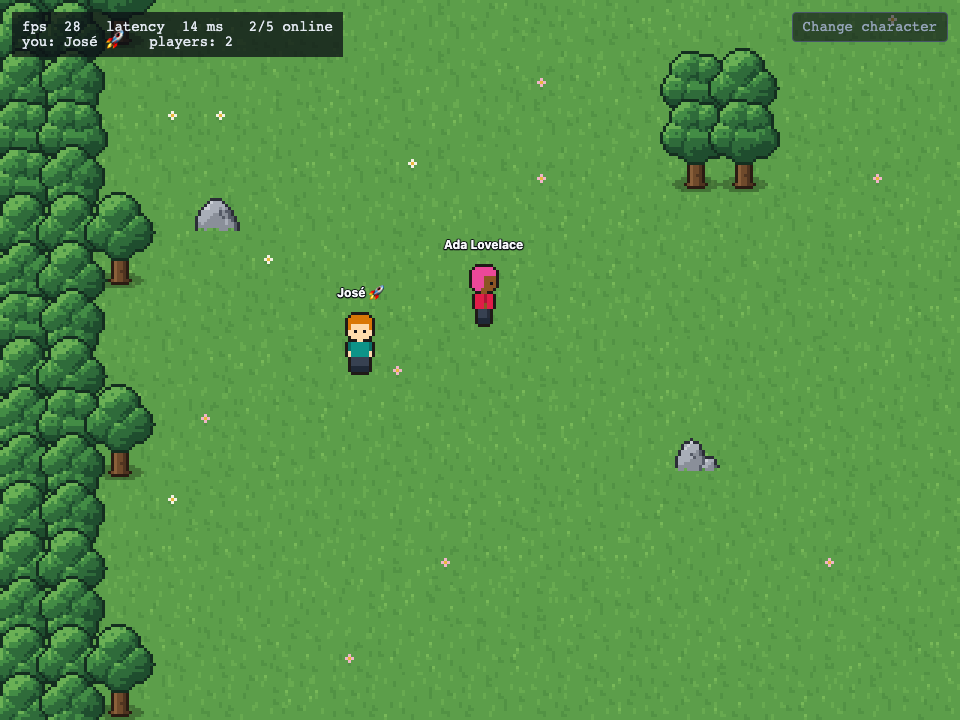 fps 28 latency 14 ms 2/5 online
you: José 🚀 players: 2
Change character
Ada Lovelace
José 🚀